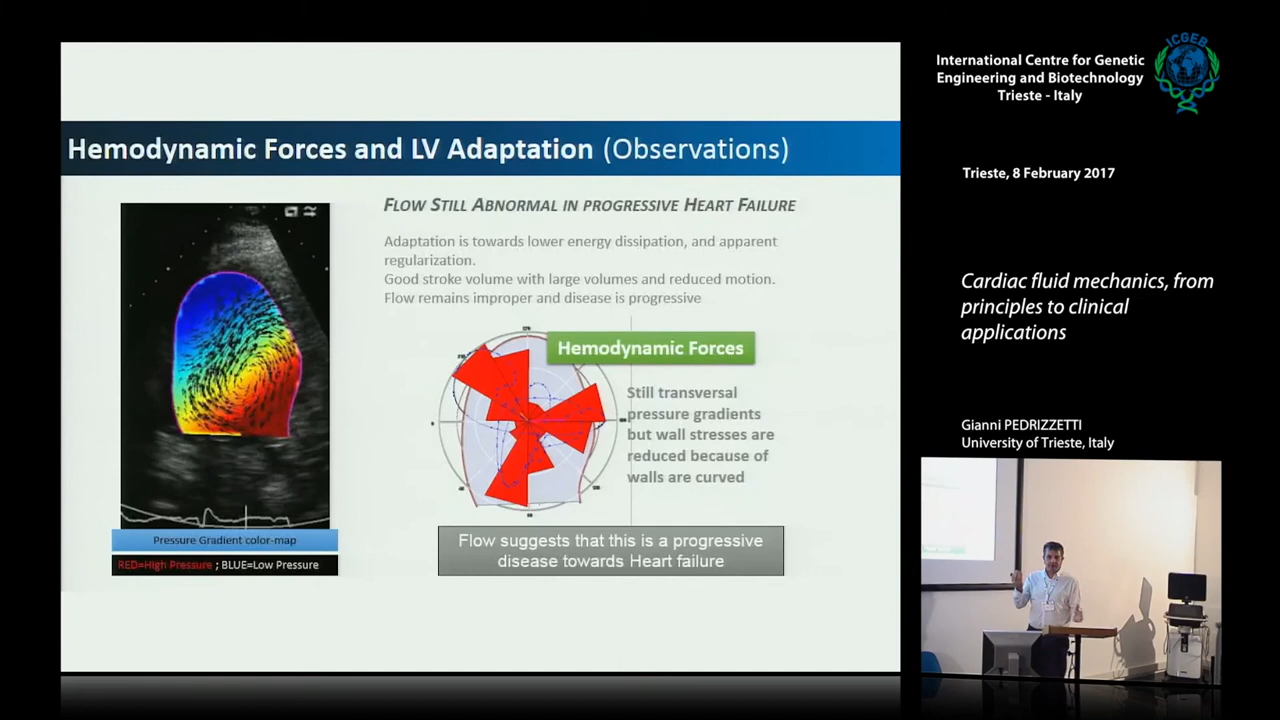 Hemodynamic Forces and LV Adaptation (Observations)
FLOW STILL ABNORMAL IN PROGRESSIVE HEART FAILURE
Adaptation is towards lower energy dissipation, and apparent
regularization.
Good stroke volume with large volumes and reduced motion.
Flow remains improper and disease is progressive
Hemodynamic Forces
Still transversal
pressure gradients
but wall stresses are
reduced because of
walls are curved
Pressure Gradient color-map
RED=High Pressure ; BLUE=Low Pressure
Flow suggests that this is a progressive
disease towards Heart failure
ICGEB
International Centre for Genetic
Engineering and Biotechnology
Trieste - Italy
Trieste, 8 February 2017
Cardiac fluid mechanics, from
principles to clinical
applications
Gianni PEDRIZZETTI
University of Trieste, Italy